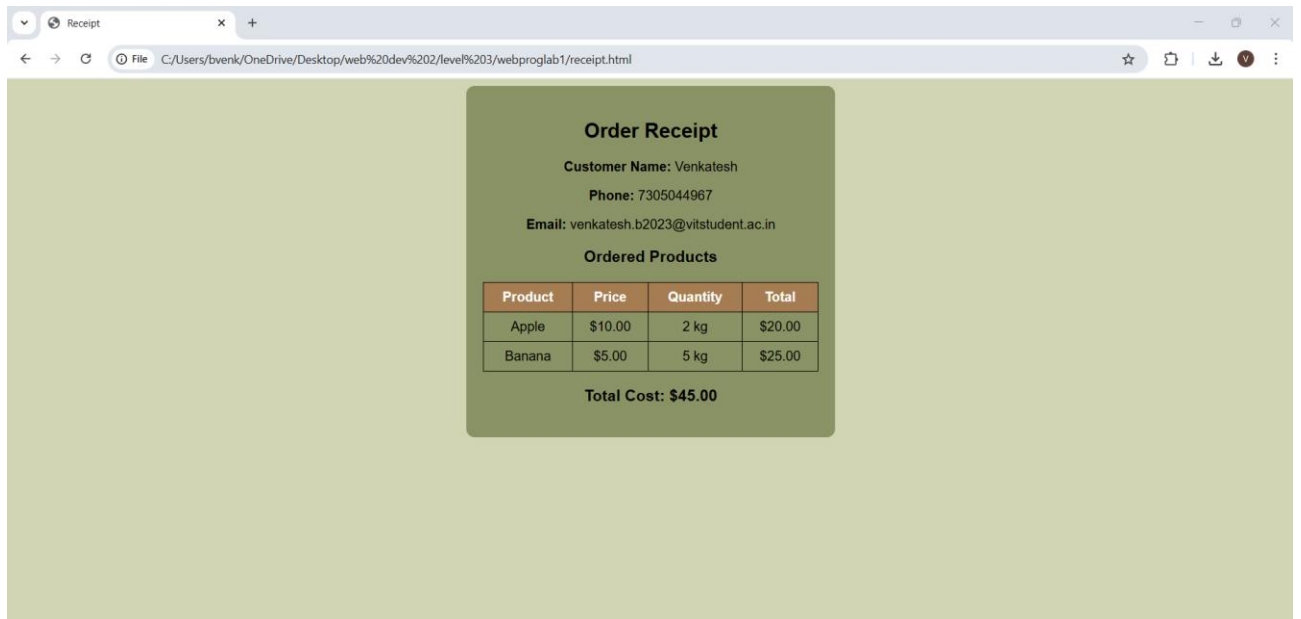 Receipt
File C:/Users/bvenk/OneDrive/Desktop/web%20dev%202/level%203/webproglab1/receipt.html
V
Order Receipt
Customer Name: Venkatesh
Phone: 7305044967
Email: venkatesh.b2023@vitstudent.ac.in
Ordered Products
Product Price Quantity Total
Apple $10.00 2 kg $20.00
Banana $5.00 5 kg $25.00
Total Cost: $45.00